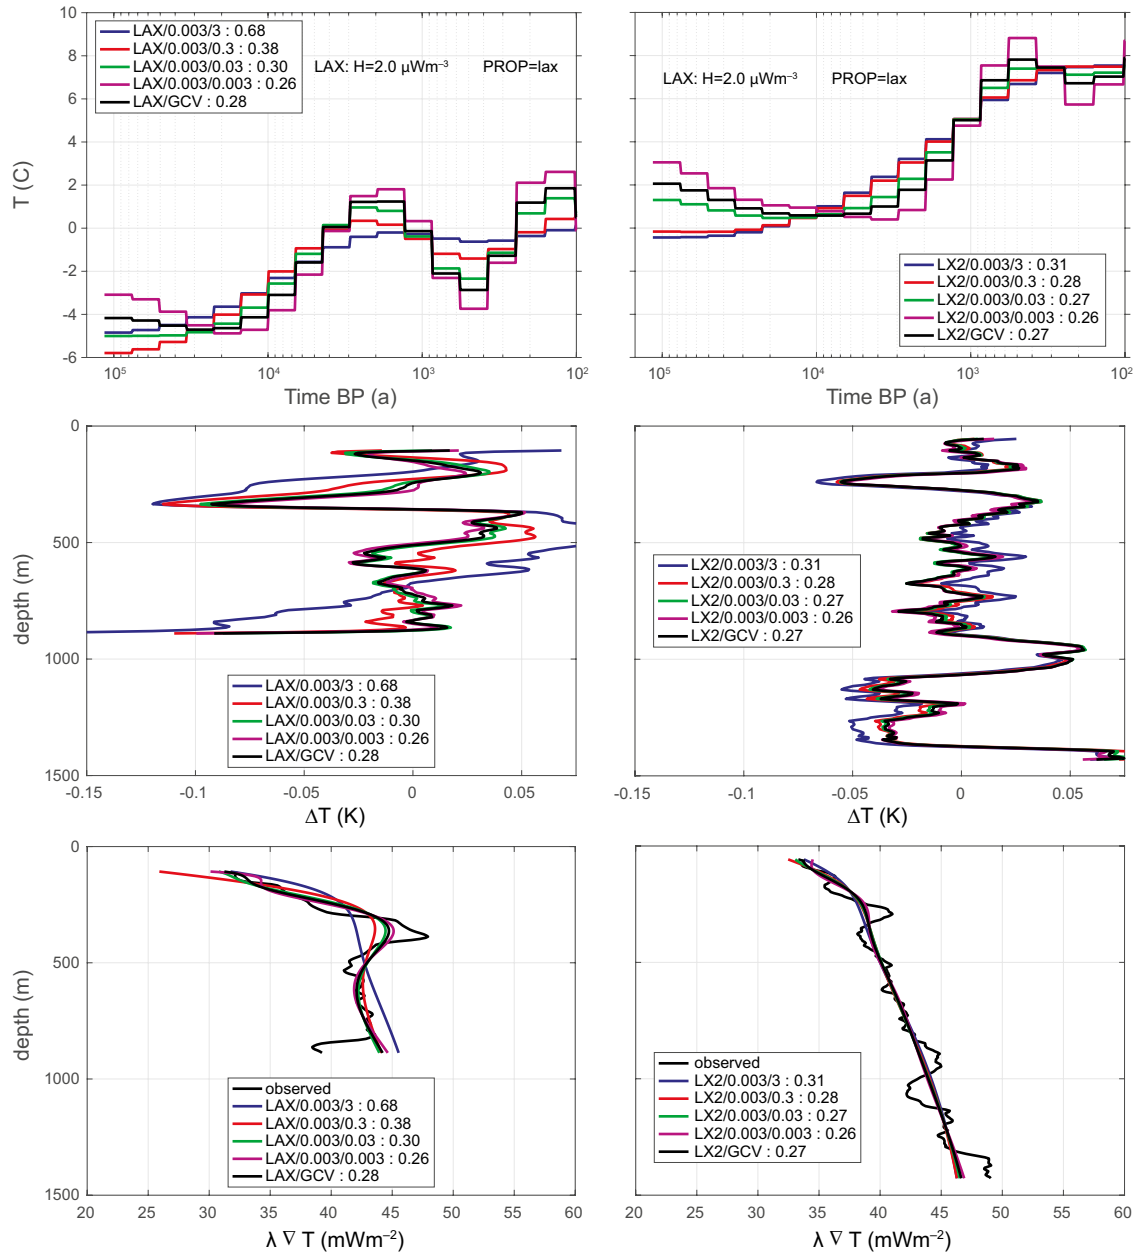 LAX/0.003/3 : 0.68
LAX/0.003/0.3 : 0.38
LAX/0.003/0.03 : 0.30
LAX/0.003/0.003 : 0.26
LAX/GCV : 0.28
LAX: H=2.0 µWm⁻³ PROP=lax
10
8
6
4
2
0
-2
-4
-6
T (C)
10⁵ 10⁴ 10³ 10²
Time BP (a)
LAX: H=2.0 µWm⁻³ PROP=lax
LX2/0.003/3 : 0.31
LX2/0.003/0.3 : 0.28
LX2/0.003/0.03 : 0.27
LX2/0.003/0.003 : 0.26
LX2/GCV : 0.27
10⁵ 10⁴ 10³ 10²
Time BP (a)
0
500
1000
1500
depth (m)
LAX/0.003/3 : 0.68
LAX/0.003/0.3 : 0.38
LAX/0.003/0.03 : 0.30
LAX/0.003/0.003 : 0.26
LAX/GCV : 0.28
-0.15 -0.1 -0.05 0 0.05
ΔT (K)
LX2/0.003/3 : 0.31
LX2/0.003/0.3 : 0.28
LX2/0.003/0.03 : 0.27
LX2/0.003/0.003 : 0.26
LX2/GCV : 0.27
-0.15 -0.1 -0.05 0 0.05
ΔT (K)
0
500
1000
1500
depth (m)
observed
LAX/0.003/3 : 0.68
LAX/0.003/0.3 : 0.38
LAX/0.003/0.03 : 0.30
LAX/0.003/0.003 : 0.26
LAX/GCV : 0.28
20 25 30 35 40 45 50 55 60
λ ∇ T (mWm⁻²)
observed
LX2/0.003/3 : 0.31
LX2/0.003/0.3 : 0.28
LX2/0.003/0.03 : 0.27
LX2/0.003/0.003 : 0.26
LX2/GCV : 0.27
20 25 30 35 40 45 50 55 60
λ ∇ T (mWm⁻²)